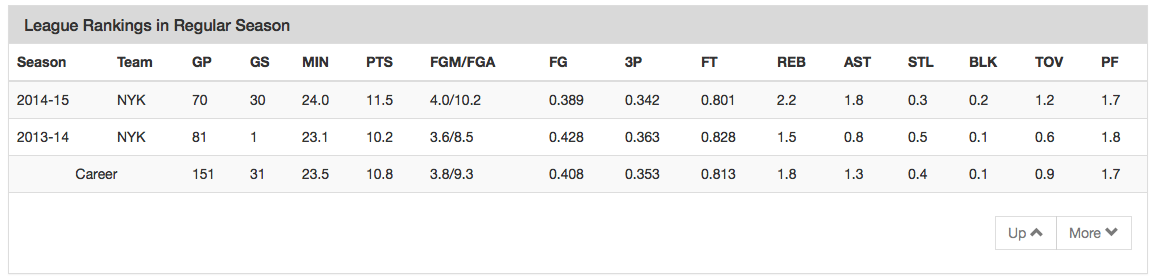 League Rankings in Regular Season
Season Team GP GS MIN PTS FGM/FGA FG 3P FT REB AST STL BLK TOV PF
2014-15 NYK 70 30 24.0 11.5 4.0/10.2 0.389 0.342 0.801 2.2 1.8 0.3 0.2 1.2 1.7
2013-14 NYK 81 1 23.1 10.2 3.6/8.5 0.428 0.363 0.828 1.5 0.8 0.5 0.1 0.6 1.8
Career 151 31 23.5 10.8 3.8/9.3 0.408 0.353 0.813 1.8 1.3 0.4 0.1 0.9 1.7
Up More